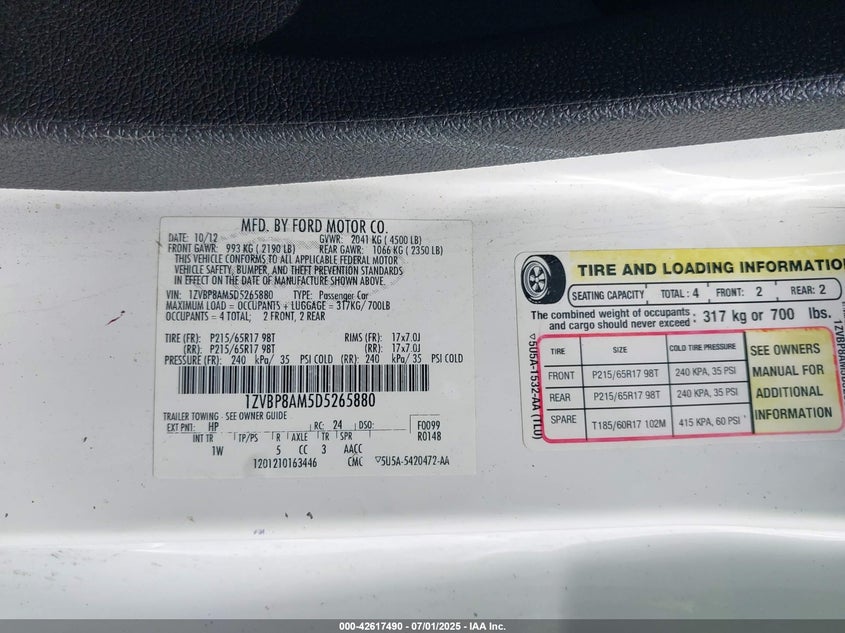 MFD. BY FORD MOTOR CO.
DATE: 10/12 GVWR: 2041 KG ( 4500 LB)
FRONT GAWR: 993 KG ( 2190 LB) REAR GAWR: 1066 KG ( 2350 LB)
THIS VEHICLE CONFORMS TO ALL APPLICABLE FEDERAL MOTOR
VEHICLE SAFETY, BUMPER, AND THEFT PREVENTION STANDARDS
IN EFFECT ON THE DATE OF MANUFACTURE SHOWN ABOVE.
VIN: 1ZVBP8AM5D5265880 TYPE: Passenger Car
MAXIMUM LOAD = OCCUPANTS + LUGGAGE = 317KG/ 700LB
OCCUPANTS = 4 TOTAL; 2 FRONT, 2 REAR
TIRE (FR): P215/65R17 98T RIMS (FR): 17x7.0J
(RR): P215/65R17 98T (RR): 17x7.0J
PRESSURE (FR): 240 kPa/ 35 PSI COLD (RR): 240 kPa/ 35 PSI COLD
1ZVBP8AM5D5265880
TRAILER TOWING - SEE OWNER GUIDE
EXT PNT: HP RC: 24 DSO: F0099
R0148
INT TR TP/PS R AXLE TR SPR
1W 5 CC 3 AACC
1201210163446 CMC ▽5U5A-5420472-AA
TIRE AND LOADING INFORMATION
SEATING CAPACITY TOTAL: 4 FRONT: 2 REAR: 2
The combined weight of occupants and cargo should never exceed: 317 kg or 700 lbs.
TIRE SIZE COLD TIRE PRESSURE
FRONT P215/65R17 98T 240 KPA, 35 PSI
REAR P215/65R17 98T 240 KPA, 35 PSI
SPARE T185/60R17 102M 415 KPA, 60 PSI
SEE OWNERS
MANUAL FOR
ADDITIONAL
INFORMATION
▽5U5A-1532-AA (TLU)
000-42617490 - 07/01/2025 - IAA Inc.